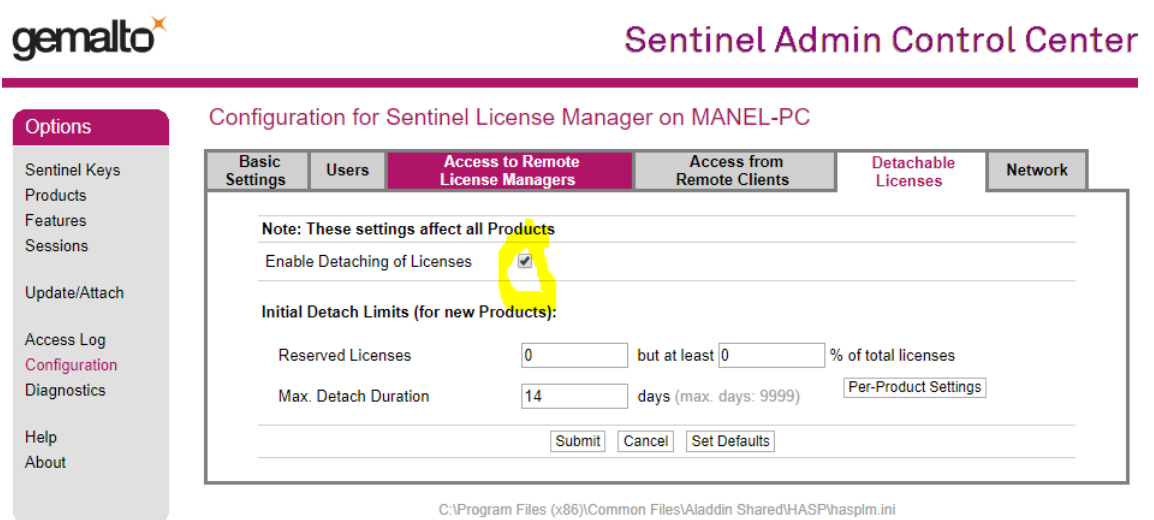 gemalto
Sentinel Admin Control Center
Options
Sentinel Keys
Products
Features
Sessions
Update/Attach
Access Log
Configuration
Diagnostics
Help
About
Configuration for Sentinel License Manager on MANEL-PC
Basic
Settings
Users
Access to Remote
License Managers
Access from
Remote Clients
Detachable
Licenses
Network
Note: These settings affect all Products
Enable Detaching of Licenses
Initial Detach Limits (for new Products):
Reserved Licenses 0 but at least 0 % of total licenses
Max. Detach Duration 14 days (max. days: 9999) Per-Product Settings
Submit Cancel Set Defaults
C:\Program Files (x86)\Common Files\Aladdin Shared\HASP\hasplm.ini